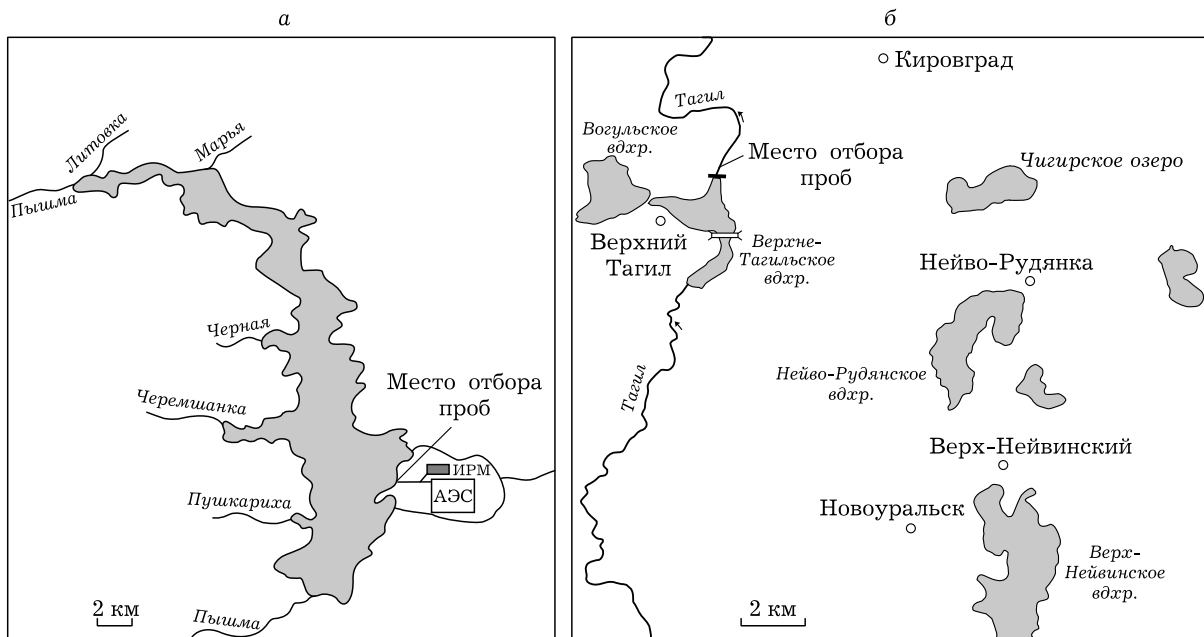 а
Литовка
Марья
Пышма
Черная
Место отбора
проб
Черемшанка
ИРМ
АЭС
Пушкариха
2 км
Пышма
б
Кировград
Тагил
Вогульское
вдхр.
Место отбора
проб
Чигирское озеро
Верхний
Тагил
Верхне-
Тагильское
вдхр.
Нейво-Рудянка
Тагил
Нейво-Рудянское
вдхр.
Верх-Нейвинский
Новоуральск
Верх-
Нейвинское
вдхр.
2 км